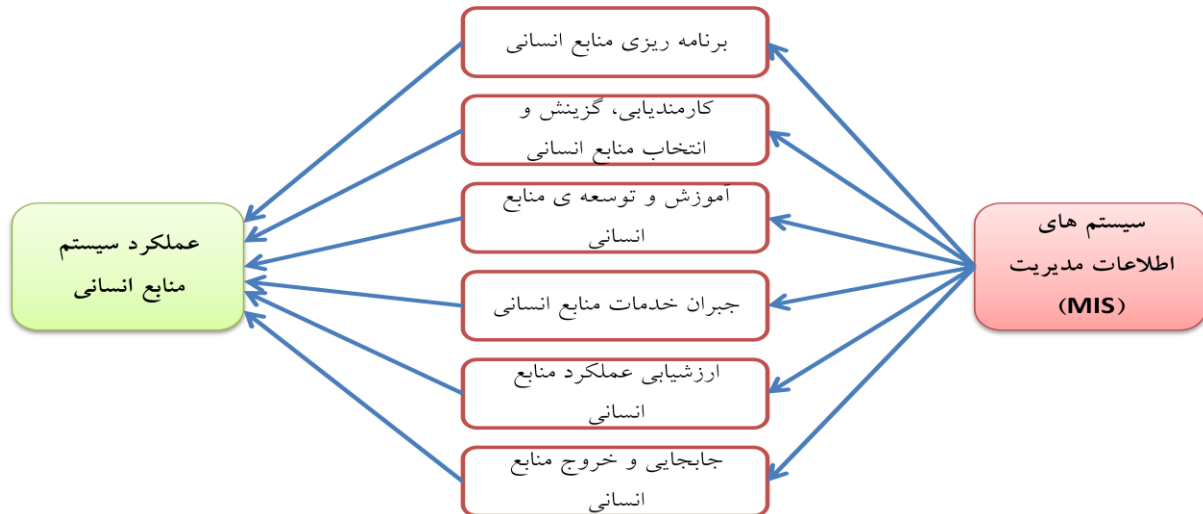 سیستم های
اطلاعات مدیریت
(MIS)
برنامه ریزی منابع انسانی
کارمندیابی، گزینش و
انتخاب منابع انسانی
آموزش و توسعه ی منابع
انسانی
جبران خدمات منابع انسانی
ارزشیابی عملکرد منابع
انسانی
جابجایی و خروج منابع
انسانی
عملکرد سیستم
منابع انسانی